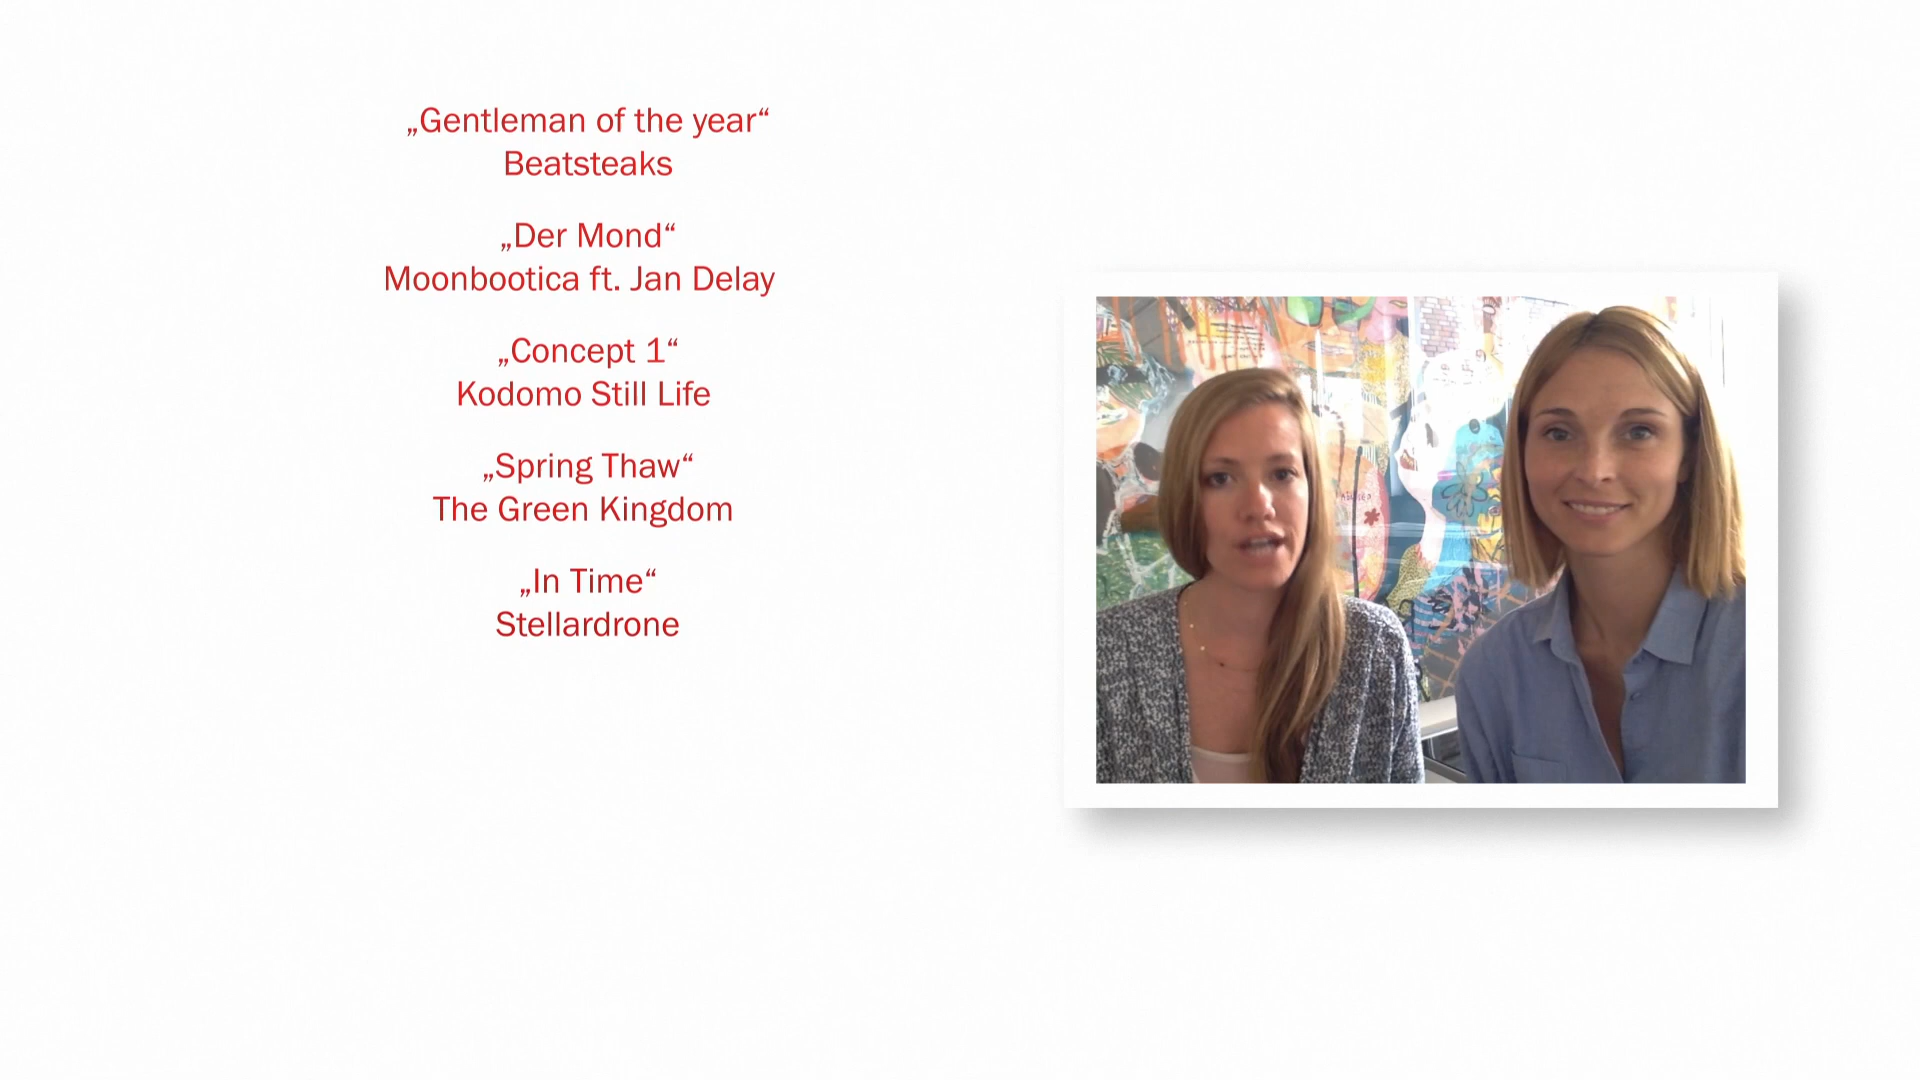 „Gentleman of the year“
Beatsteaks
„Der Mond“
Moonbootica ft. Jan Delay
„Concept 1“
Kodomo Still Life
„Spring Thaw“
The Green Kingdom
„In Time“
Stellardrone